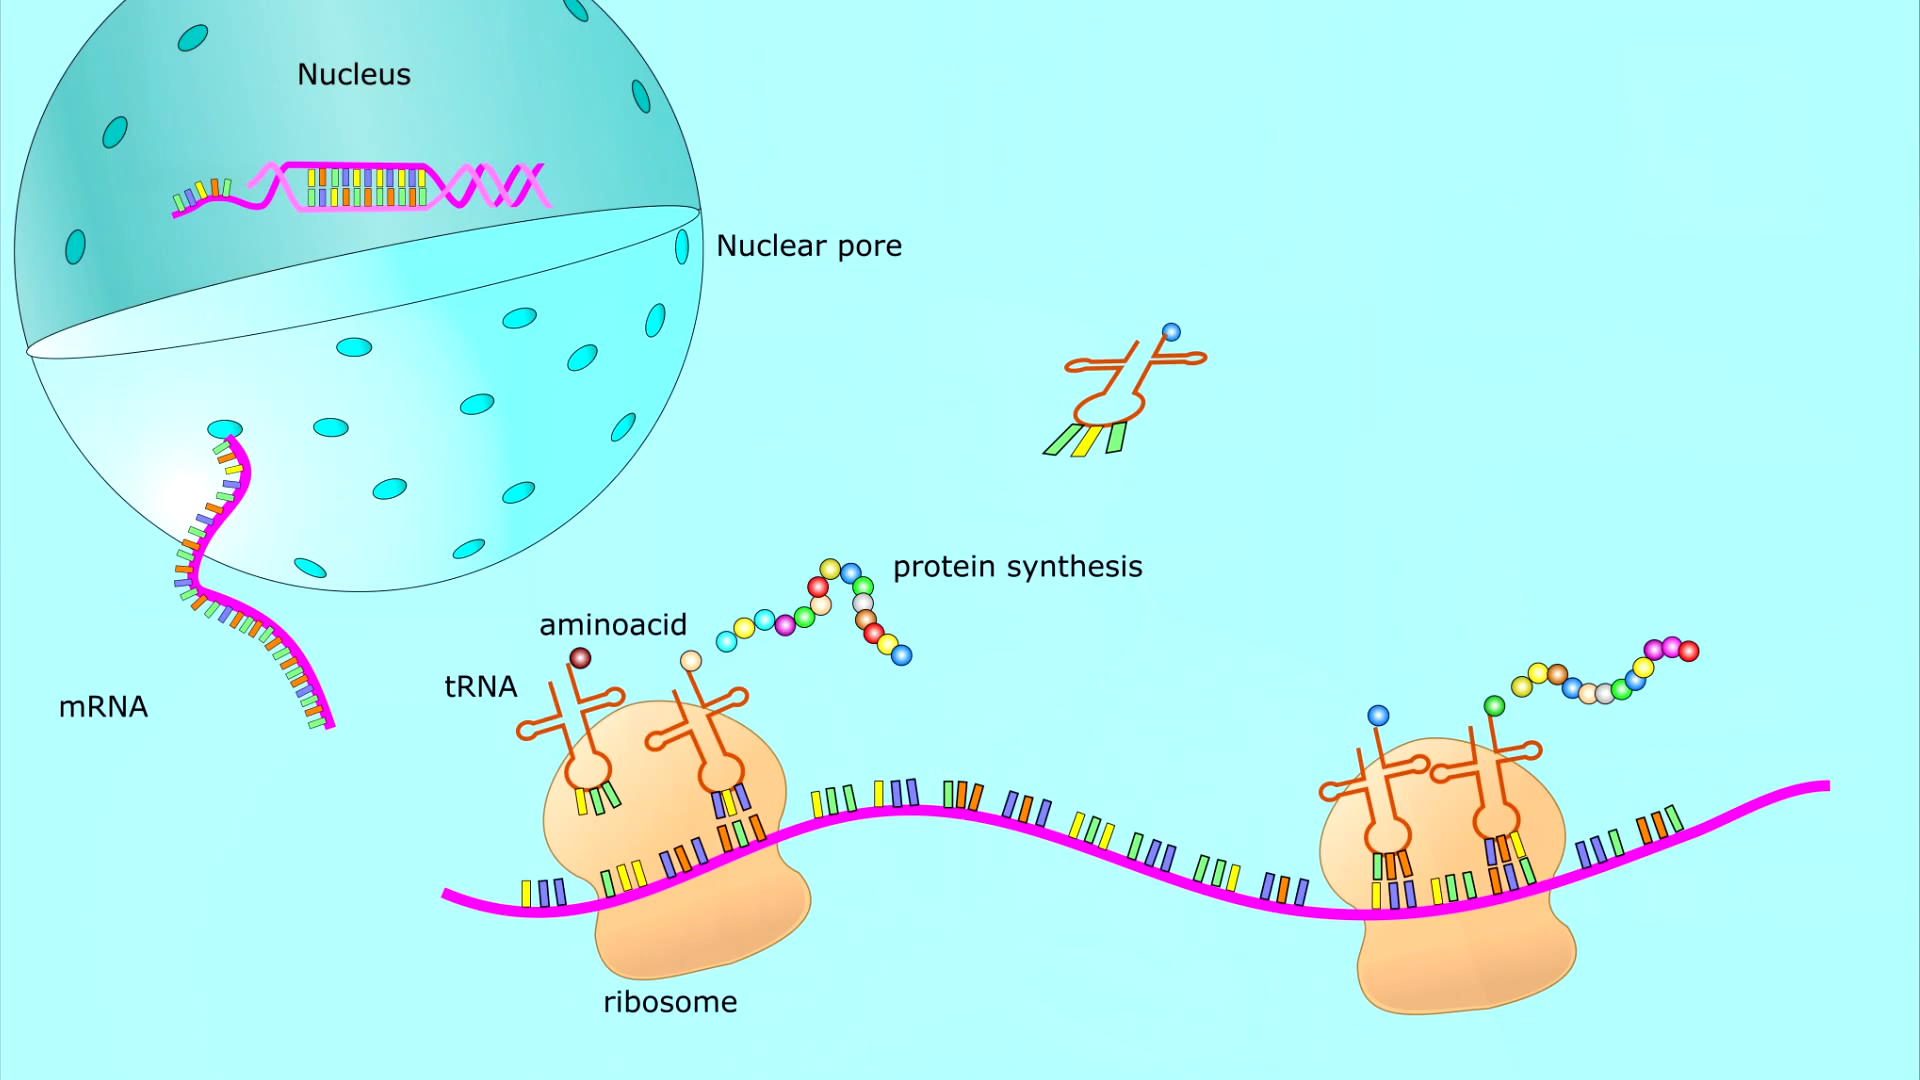 Nucleus
Nuclear pore
protein synthesis
aminoacid
tRNA
mRNA
ribosome